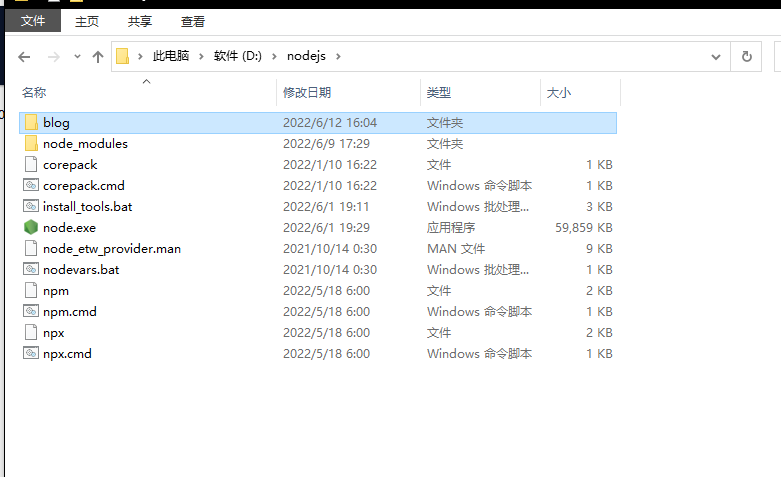 文件 主页 共享 查看
此电脑 软件 (D:) nodejs
名称 修改日期 类型 大小
blog 2022/6/12 16:04 文件夹
node_modules 2022/6/9 17:29 文件夹
corepack 2022/1/10 16:22 文件 1 KB
corepack.cmd 2022/1/10 16:22 Windows 命令脚本 1 KB
install_tools.bat 2022/6/1 19:11 Windows 批处理... 3 KB
node.exe 2022/6/1 19:29 应用程序 59,859 KB
node_etw_provider.man 2021/10/14 0:30 MAN 文件 9 KB
nodevars.bat 2021/10/14 0:30 Windows 批处理... 1 KB
npm 2022/5/18 6:00 文件 2 KB
npm.cmd 2022/5/18 6:00 Windows 命令脚本 1 KB
npx 2022/5/18 6:00 文件 2 KB
npx.cmd 2022/5/18 6:00 Windows 命令脚本 1 KB